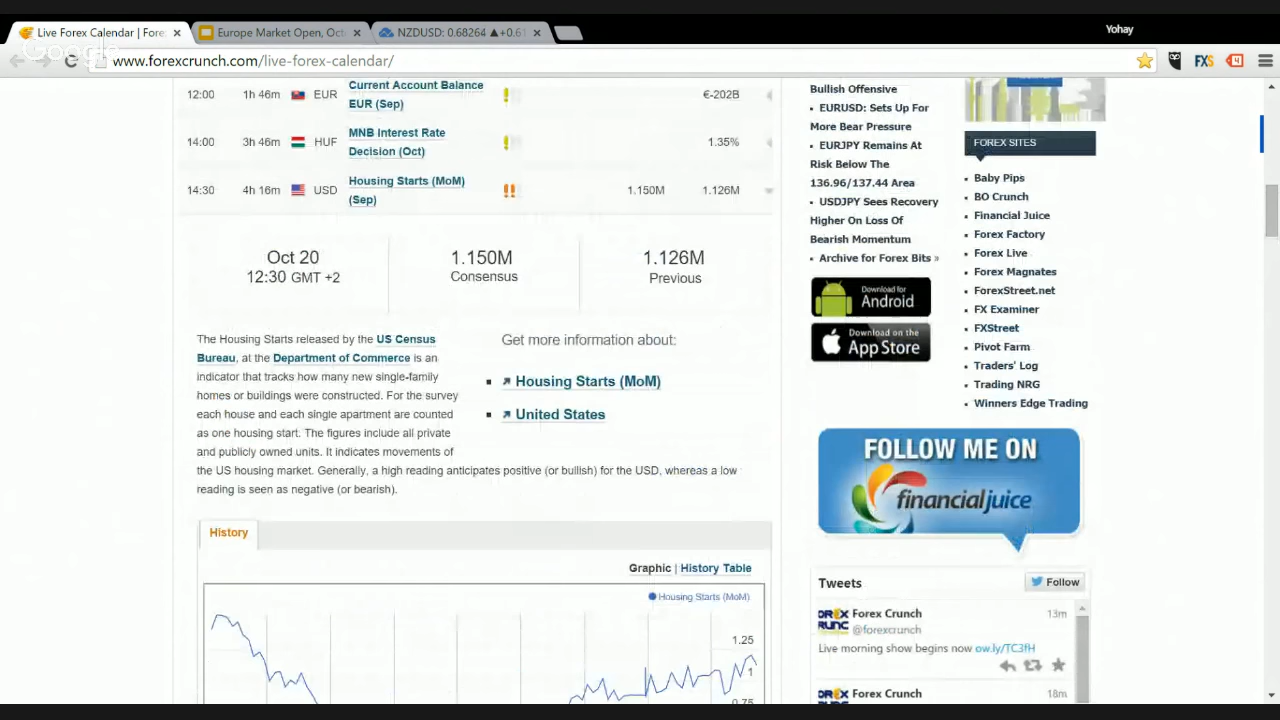 Yohay
Live Forex Calendar | Fore
Europe Market Open, Oct
NZDUSD: 0.68264 ▲+0.61
Google
www.forexcrunch.com/live-forex-calendar/
12:00 1h 46m EUR Current Account Balance EUR (Sep) €-202B
14:00 3h 46m HUF MNB Interest Rate Decision (Oct) 1.35%
14:30 4h 16m USD Housing Starts (MoM) (Sep) 1.150M 1.126M
Oct 20
12:30 GMT +2
1.150M
Consensus
1.126M
Previous
The Housing Starts released by the US Census
Bureau, at the Department of Commerce is an
indicator that tracks how many new single-family
homes or buildings were constructed. For the survey
each house and each single apartment are counted
as one housing start. The figures include all private
and publicly owned units. It indicates movements of
the US housing market. Generally, a high reading anticipates positive (or bullish) for the USD, whereas a low
reading is seen as negative (or bearish).
Get more information about:
Housing Starts (MoM)
United States
History
Graphic | History Table
Housing Starts (MoM)
1.25
1
0.75
Bullish Offensive
EURUSD: Sets Up For
More Bear Pressure
EURJPY Remains At
Risk Below The
136.96/137.44 Area
USDJPY Sees Recovery
Higher On Loss Of
Bearish Momentum
Archive for Forex Bits »
Download for
Android
Download on the
App Store
FOREX SITES
Baby Pips
BO Crunch
Financial Juice
Forex Factory
Forex Live
Forex Magnates
ForexStreet.net
FX Examiner
FXStreet
Pivot Farm
Traders' Log
Trading NRG
Winners Edge Trading
FOLLOW ME ON
financialjuice
Tweets
Follow
Forex Crunch 13m
@forexcrunch
Live morning show begins now ow.ly/TC3fH
Forex Crunch 18m